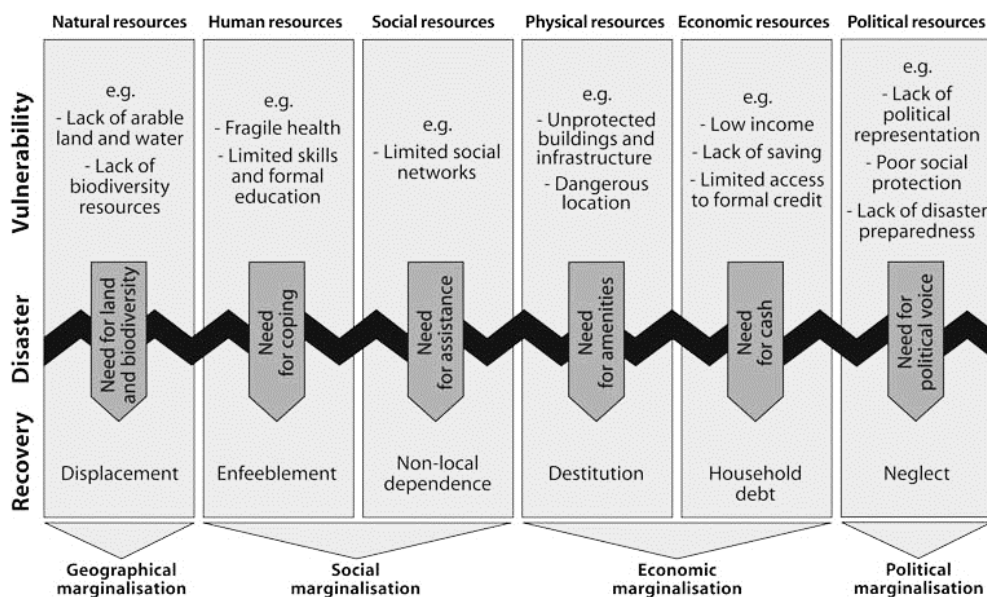 Natural resources
Human resources
Social resources
Physical resources
Economic resources
Political resources
Vulnerability
e.g.
- Lack of arable
land and water
- Lack of
biodiversity
resources
e.g.
- Fragile health
- Limited skills
and formal
education
e.g.
- Limited social
networks
e.g.
- Unprotected
buildings and
infrastructure
- Dangerous
location
e.g.
- Low income
- Lack of saving
- Limited access
to formal credit
e.g.
- Lack of
political
representation
- Poor social
protection
- Lack of disaster
preparedness
Disaster
Need for land
and biodiversity
Need
for coping
Need
for assistance
Need
for amenities
Need
for cash
Need for
political voice
Recovery
Displacement
Enfeeblement
Non-local
dependence
Destitution
Household
debt
Neglect
Geographical
marginalisation
Social
marginalisation
Economic
marginalisation
Political
marginalisation